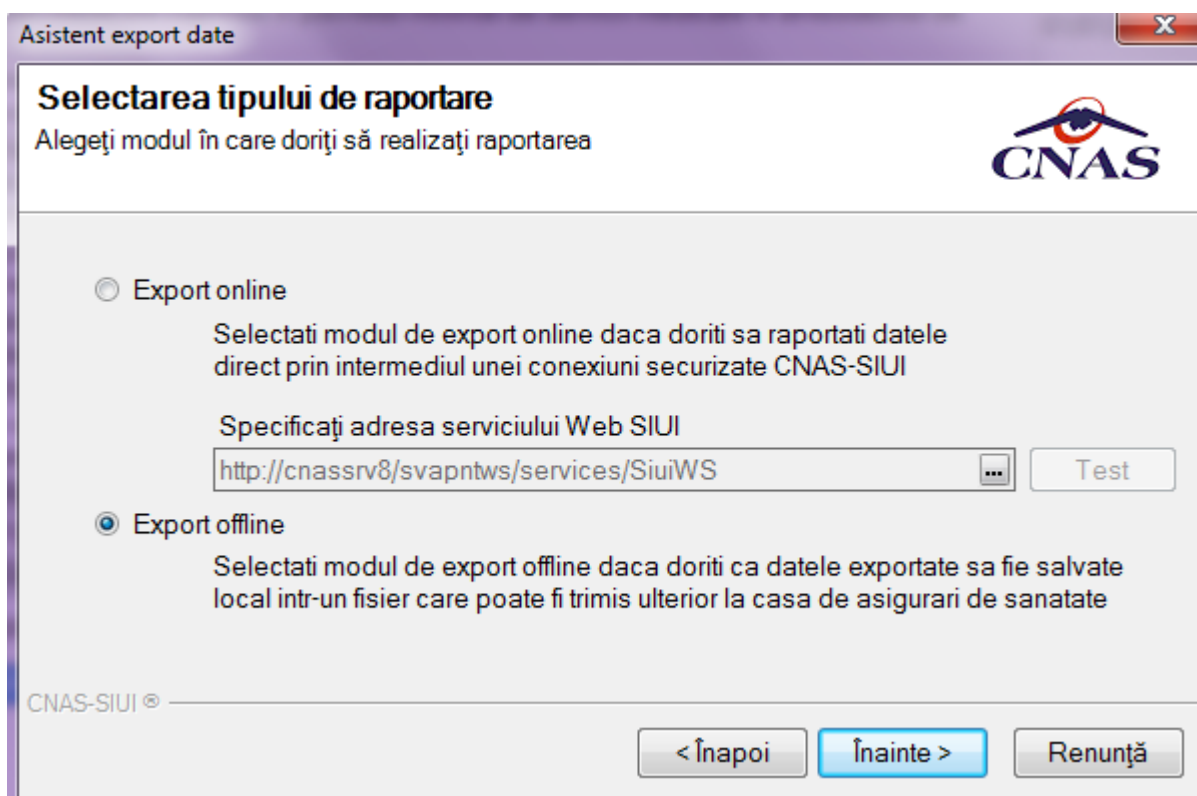 Asistent export date
Selectarea tipului de raportare
Alegeţi modul în care doriţi să realizaţi raportarea
CNAS
Export online
Selectati modul de export online daca doriti sa raportati datele
direct prin intermediul unei conexiuni securizate CNAS-SIUI
Specificaţi adresa serviciului Web SIUI
http://cnassrv8/svapntws/services/SiuiWS
...
Test
Export offline
Selectati modul de export offline daca doriti ca datele exportate sa fie salvate
local intr-un fisier care poate fi trimis ulterior la casa de asigurari de sanatate
CNAS-SIUI ®
< Înapoi
Înainte >
Renunţă